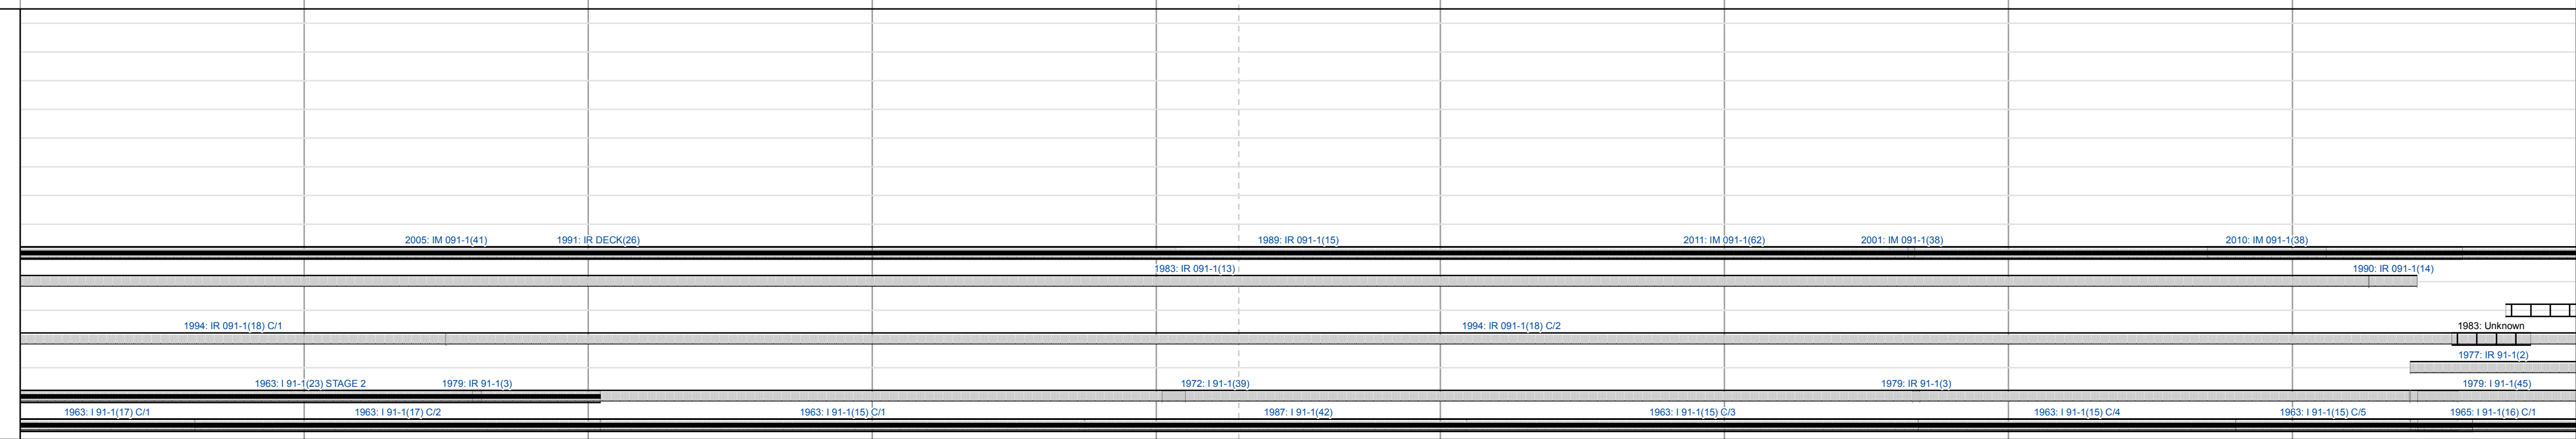 2005: IM 091-1(41) 1991: IR DECK(26) 1989: IR 091-1(15) 2011: IM 091-1(62) 2001: IM 091-1(38) 2010: IM 091-1(38)
1983: IR 091-1(13) 1990: IR 091-1(14)
1994: IR 091-1(18) C/1 1994: IR 091-1(18) C/2 1983: Unknown
1977: IR 91-1(2)
1963: I 91-1(23) STAGE 2 1979: IR 91-1(3) 1972: I 91-1(39) 1979: IR 91-1(3) 1979: I 91-1(45)
1963: I 91-1(17) C/1 1963: I 91-1(17) C/2 1963: I 91-1(15) C/1 1987: I 91-1(42) 1963: I 91-1(15) C/3 1963: I 91-1(15) C/4 1963: I 91-1(15) C/5 1965: I 91-1(16) C/1